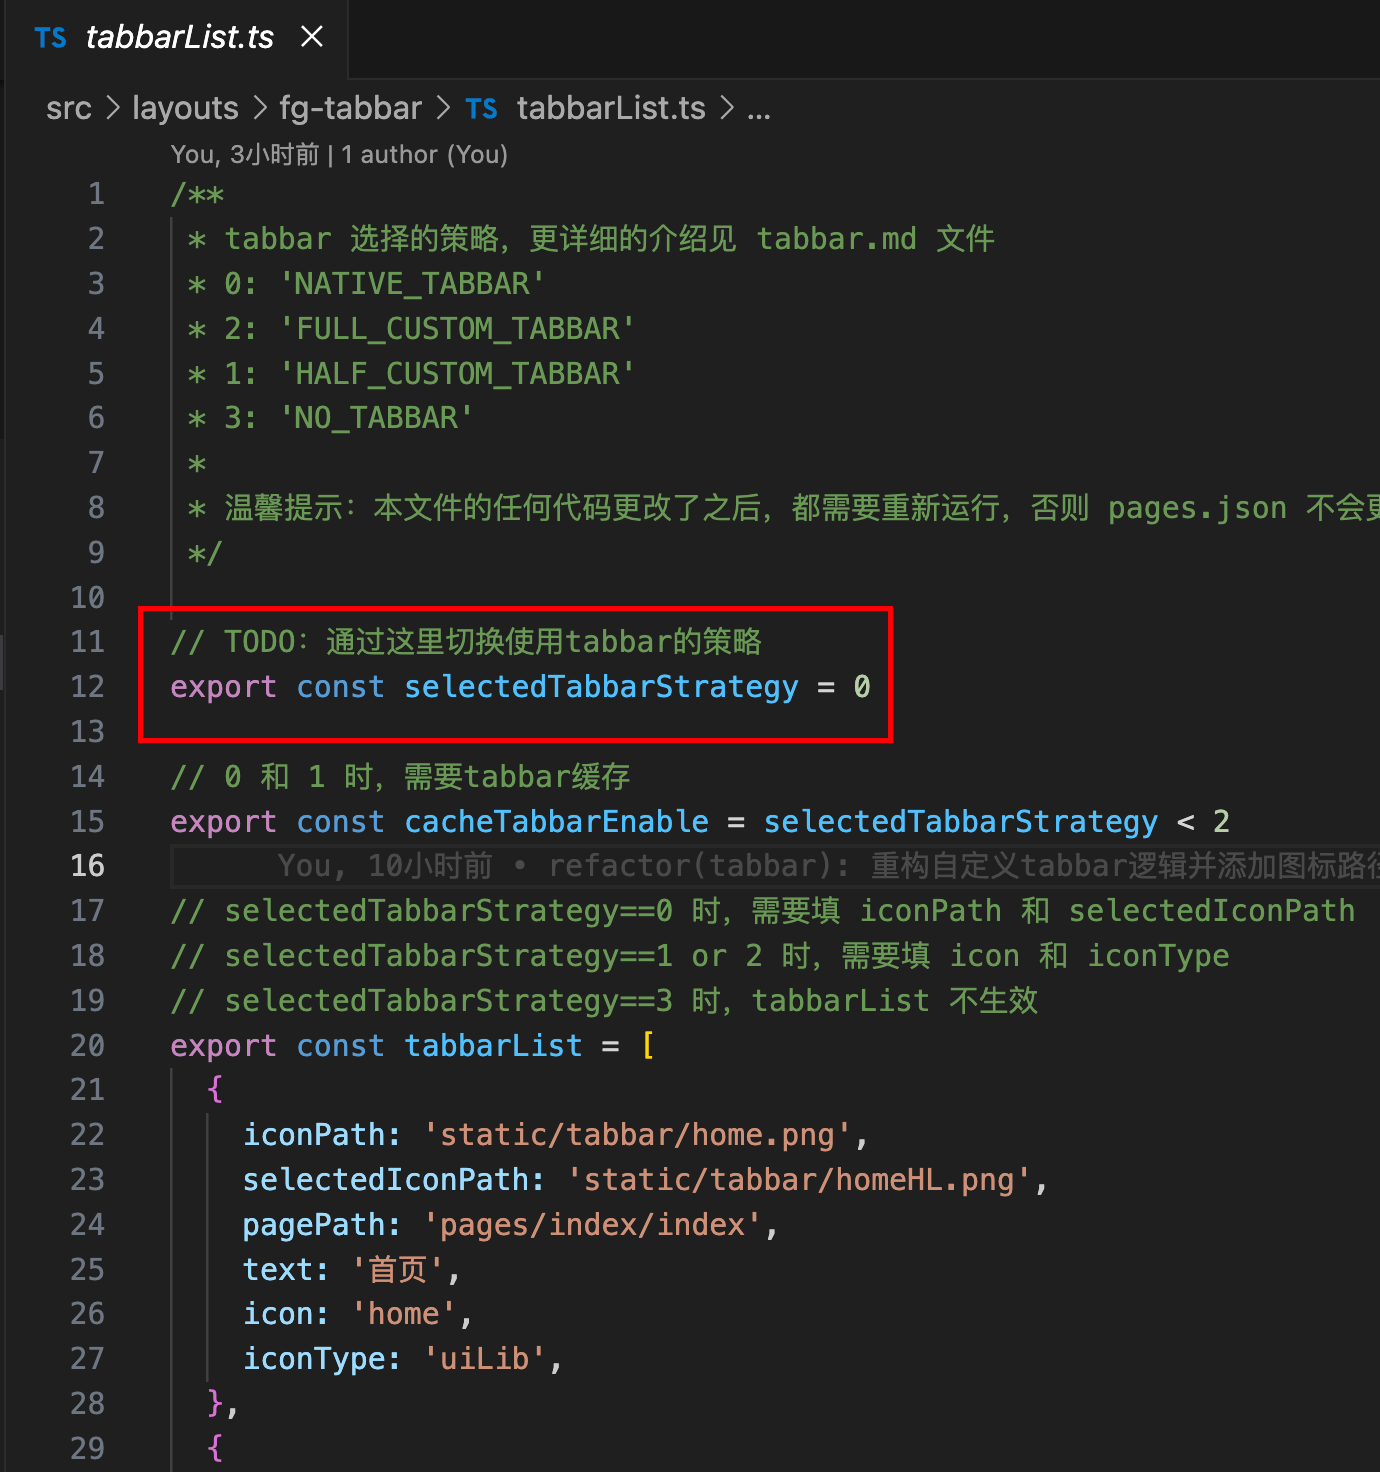 TS tabbarList.ts ×
src > layouts > fg-tabbar > TS tabbarList.ts > ...
You, 3小时前 | 1 author (You)
1 /**
2  * tabbar 选择的策略，更详细的介绍见 tabbar.md 文件
3  * 0: 'NATIVE_TABBAR'
4  * 2: 'FULL_CUSTOM_TABBAR'
5  * 1: 'HALF_CUSTOM_TABBAR'
6  * 3: 'NO_TABBAR'
7  *
8  * 温馨提示：本文件的任何代码更改了之后，都需要重新运行，否则 pages.json 不会更
9  */
10
11 // TODO：通过这里切换使用tabbar的策略
12 export const selectedTabbarStrategy = 0
13
14 // 0 和 1 时，需要tabbar缓存
15 export const cacheTabbarEnable = selectedTabbarStrategy < 2
16 You, 10小时前 • refactor(tabbar): 重构自定义tabbar逻辑并添加图标路径
17 // selectedTabbarStrategy==0 时，需要填 iconPath 和 selectedIconPath
18 // selectedTabbarStrategy==1 or 2 时，需要填 icon 和 iconType
19 // selectedTabbarStrategy==3 时，tabbarList 不生效
20 export const tabbarList = [
21   {
22     iconPath: 'static/tabbar/home.png',
23     selectedIconPath: 'static/tabbar/homeHL.png',
24     pagePath: 'pages/index/index',
25     text: '首页',
26     icon: 'home',
27     iconType: 'uiLib',
28   },
29   {